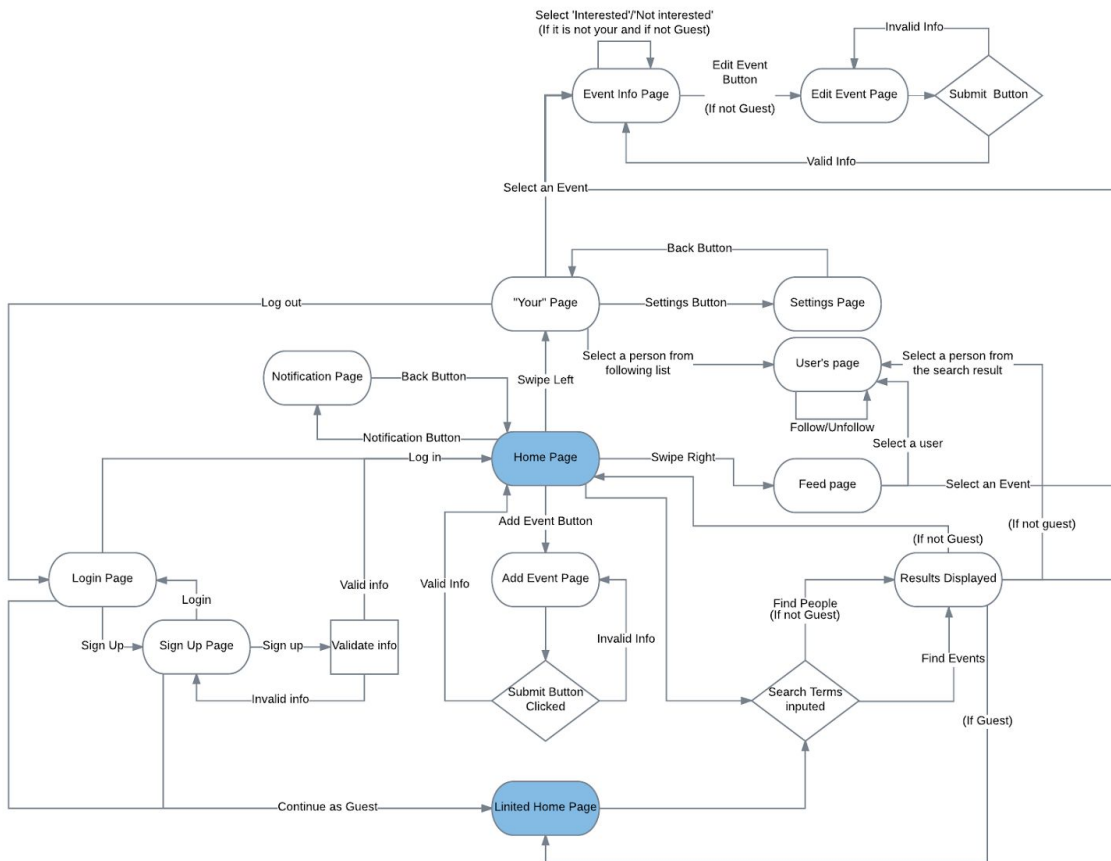 Select 'Interested'/'Not interested'
(If it is not your and if not Guest)
Invalid Info
Edit Event
Button
(If not Guest)
Event Info Page
Edit Event Page
Submit Button
Valid Info
Select an Event
Back Button
Log out
"Your" Page
Settings Button
Settings Page
Select a person from
following list
User's page
Select a person from
the search result
Notification Page
Back Button
Swipe Left
Follow/Unfollow
Notification Button
Select a user
Log in
Home Page
Swipe Right
Feed page
Select an Event
Add Event Button
(If not guest)
(If not Guest)
Login Page
Valid info
Valid Info
Add Event Page
Results Displayed
Login
Find People
(If not Guest)
Sign Up
Sign Up Page
Sign up
Validate info
Invalid Info
Find Events
Invalid info
Submit Button
Clicked
Search Terms
inputed
(If Guest)
Continue as Guest
Linited Home Page